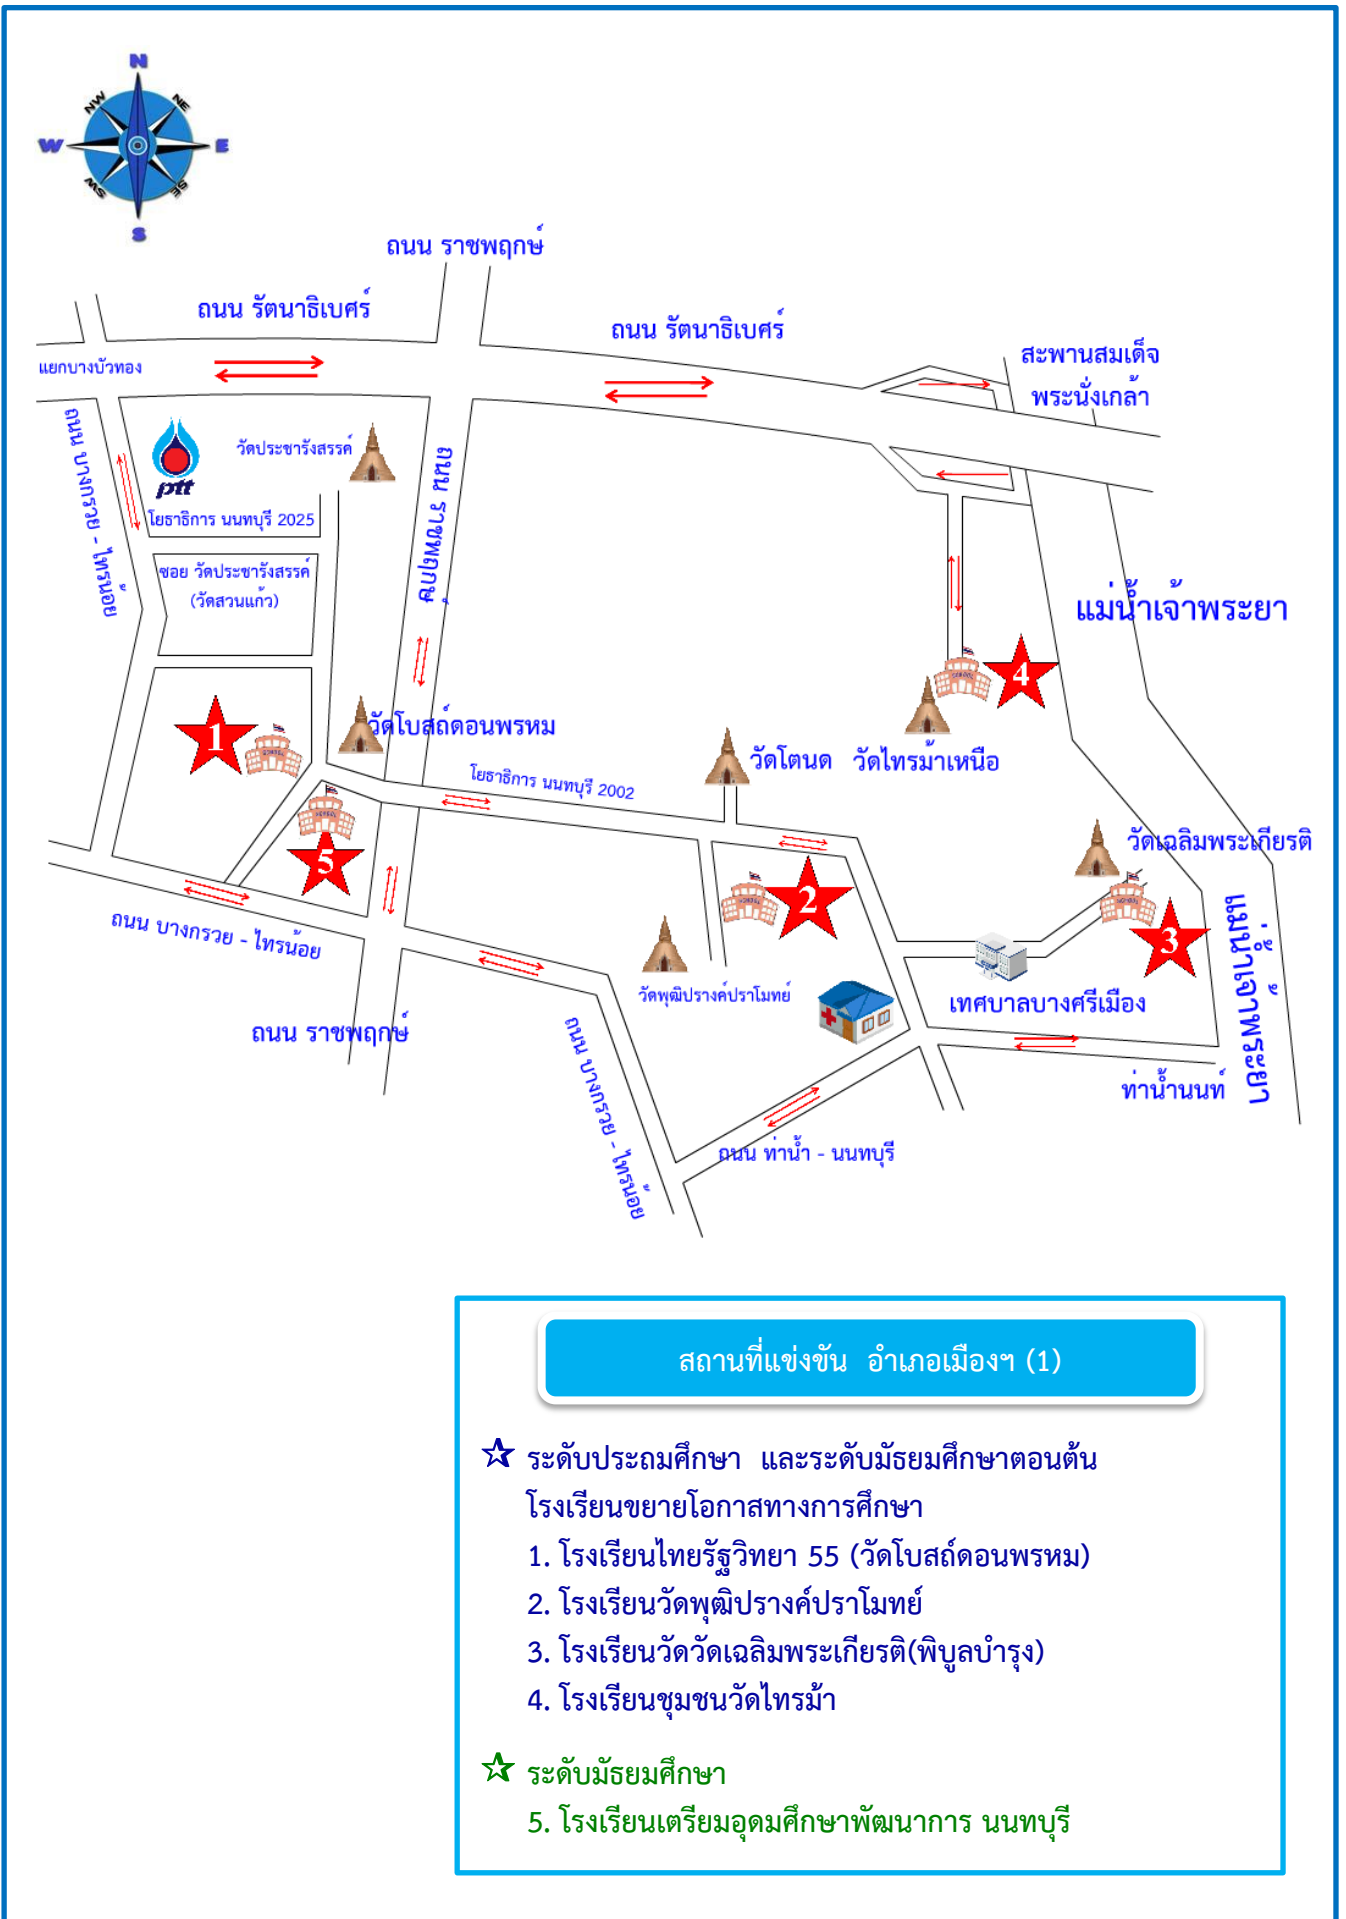 N
NW
NE
W
E
SW
SE
S
ถนน ราชพฤกษ์
ถนน รัตนาธิเบศร์
ถนน รัตนาธิเบศร์
สะพานสมเด็จ
พระนั่งเกล้า
แยกบางบัวทอง
ถนน บางกรวย - ไทรน้อย
ptt
วัดประชารังสรรค์
ถนน ราชพฤกษ์
โยธาธิการ นนทบุรี 2025
ซอย วัดประชารังสรรค์
(วัดสวนแก้ว)
แม่น้ำเจ้าพระยา
4
1
วัดโบสถ์ดอนพรหม
วัดโตนด
วัดไทรม้าเหนือ
โยธาธิการ นนทบุรี 2002
วัดเฉลิมพระเกียรติ
5
2
3
ถนน บางกรวย - ไทรน้อย
วัดพุฒิปรางค์ปราโมทย์
เทศบาลบางศรีเมือง
แม่น้ำเจ้าพระยา
ถนน ราชพฤกษ์
ถนน บางกรวย - ไทรน้อย
ท่าน้ำนนท์
ถนน ท่าน้ำ - นนทบุรี
สถานที่แข่งขัน อำเภอเมืองฯ (1)
ระดับประถมศึกษา และระดับมัธยมศึกษาตอนต้น
โรงเรียนขยายโอกาสทางการศึกษา
1. โรงเรียนไทยรัฐวิทยา 55 (วัดโบสถ์ดอนพรหม)
2. โรงเรียนวัดพุฒิปรางค์ปราโมทย์
3. โรงเรียนวัดวัดเฉลิมพระเกียรติ(พิบูลบำรุง)
4. โรงเรียนชุมชนวัดไทรม้า
ระดับมัธยมศึกษา
5. โรงเรียนเตรียมอุดมศึกษาพัฒนาการ นนทบุรี